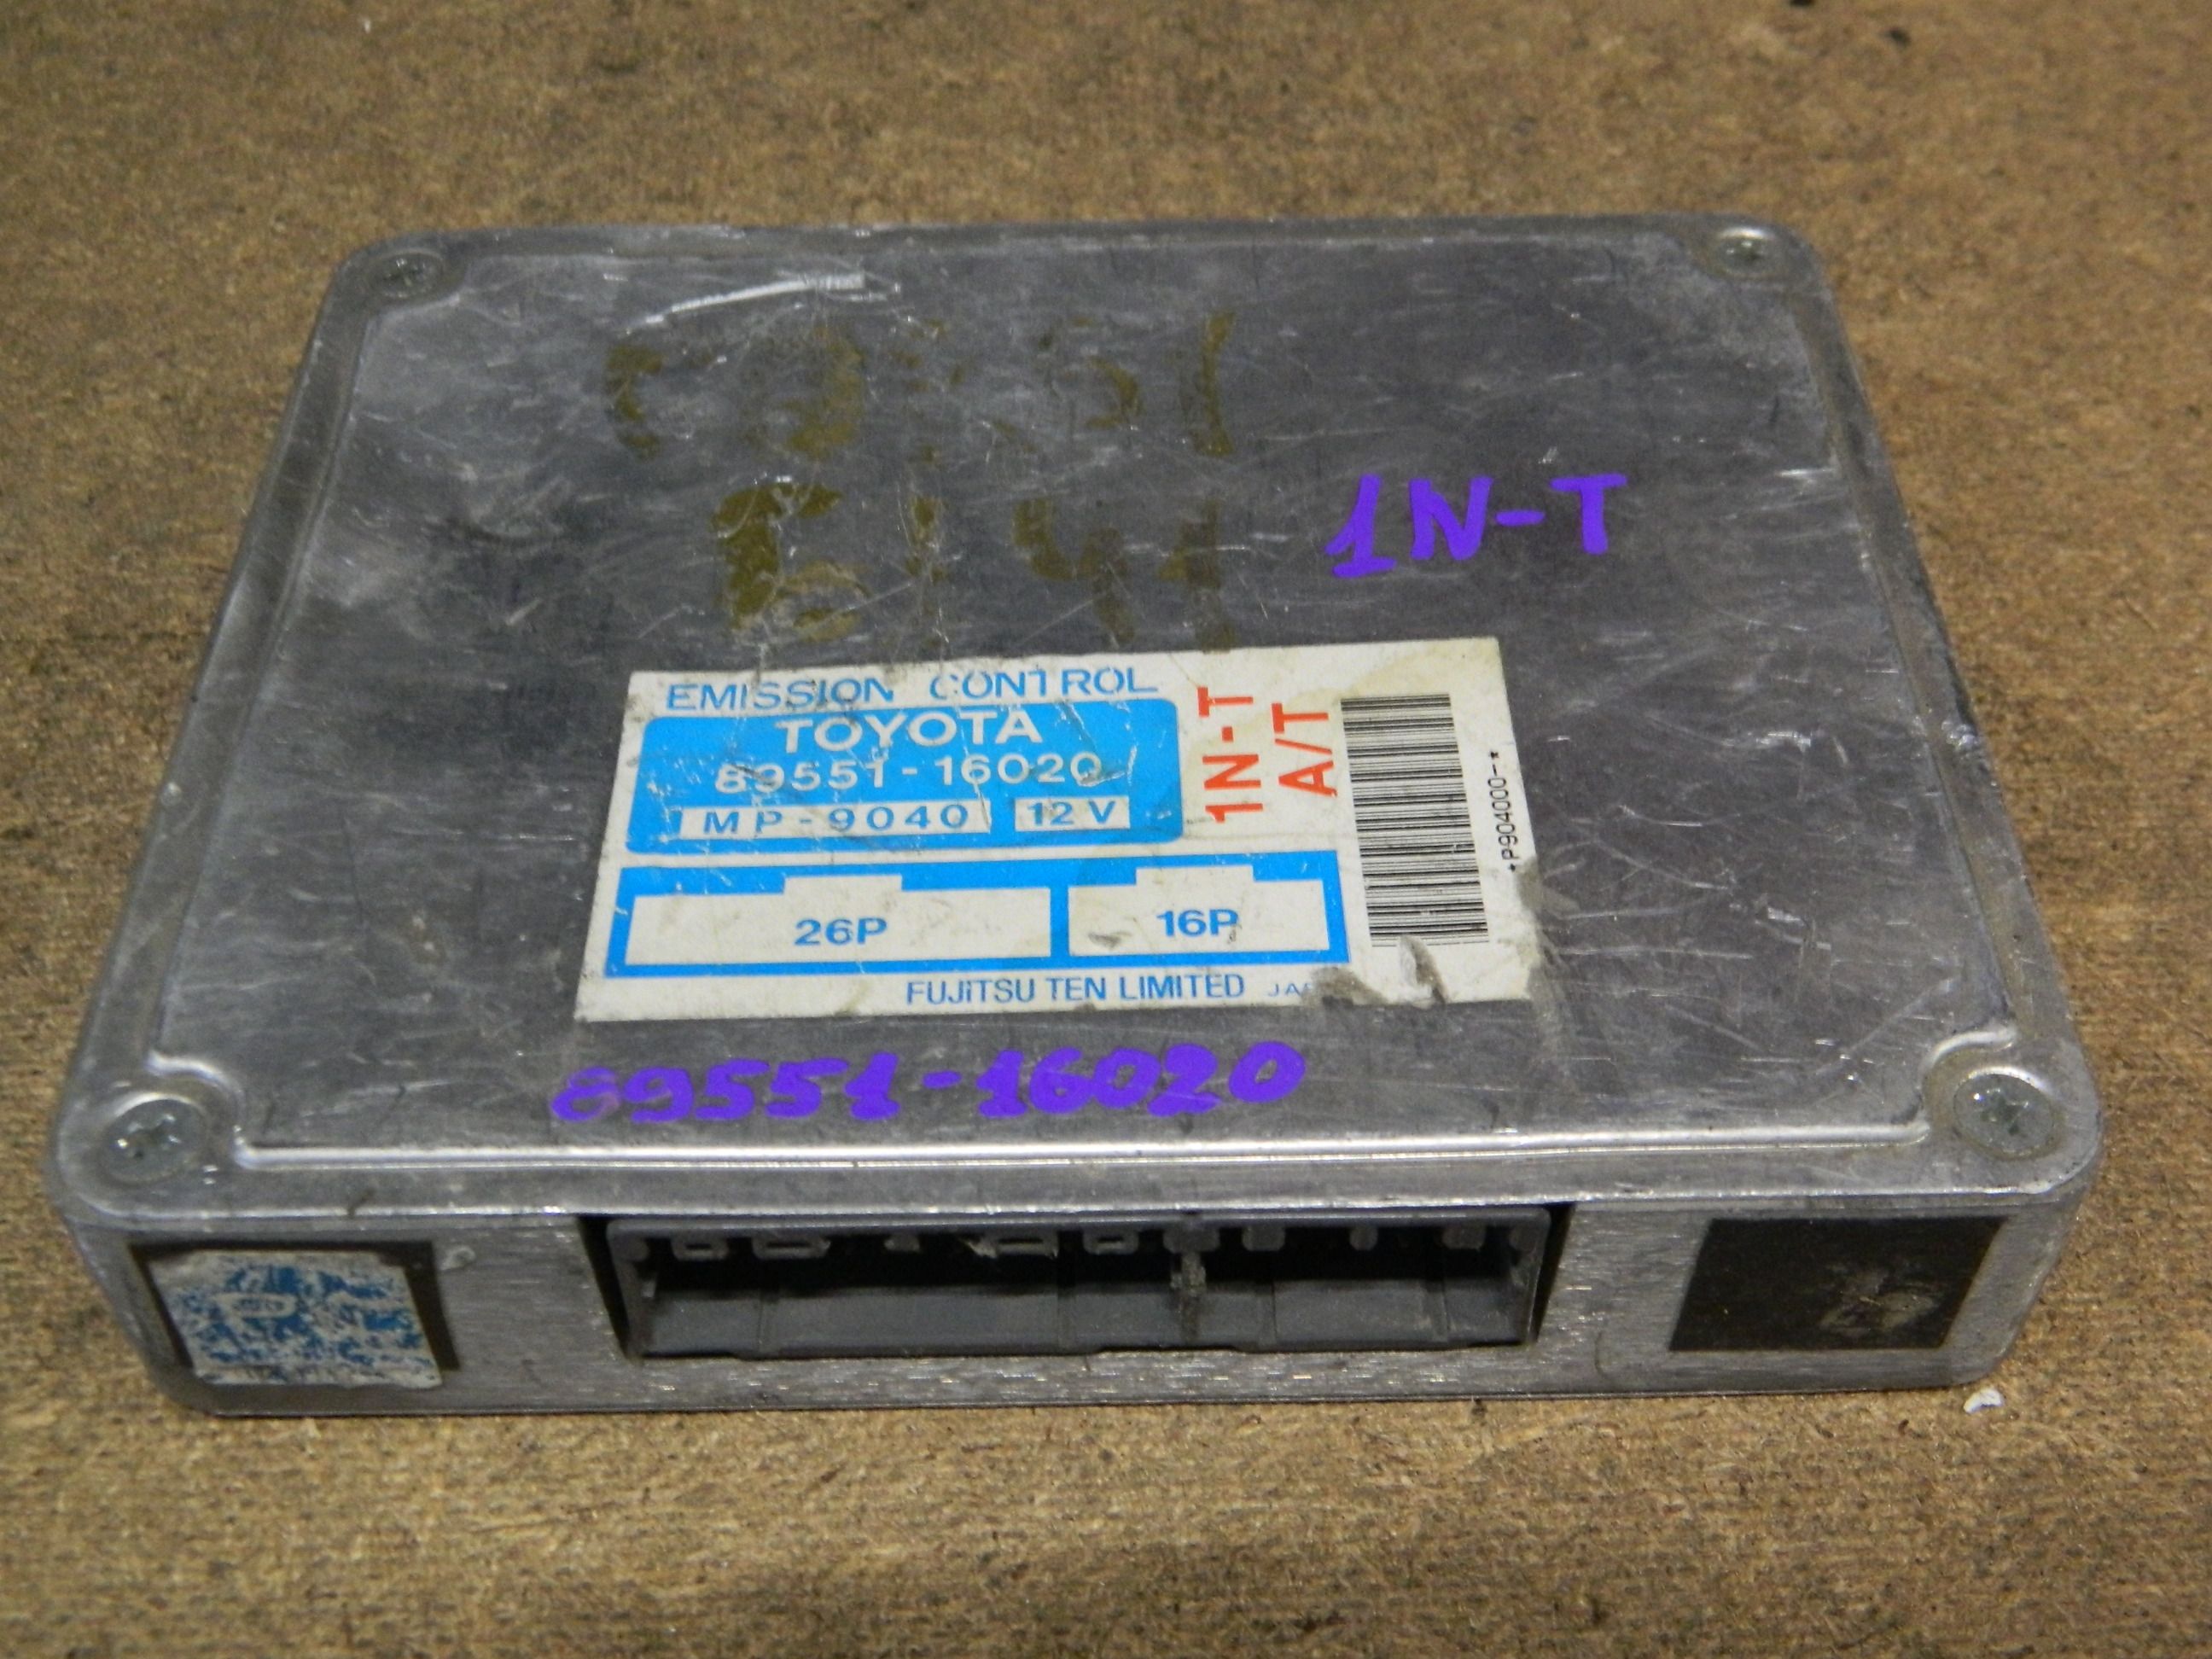 1N-T
EMISSION CONTROL
TOYOTA
89551-16020
MP-9040 12V
1N-T
A/T
*P904000-*
26P 16P
FUJITSU TEN LIMITED
89551-16020